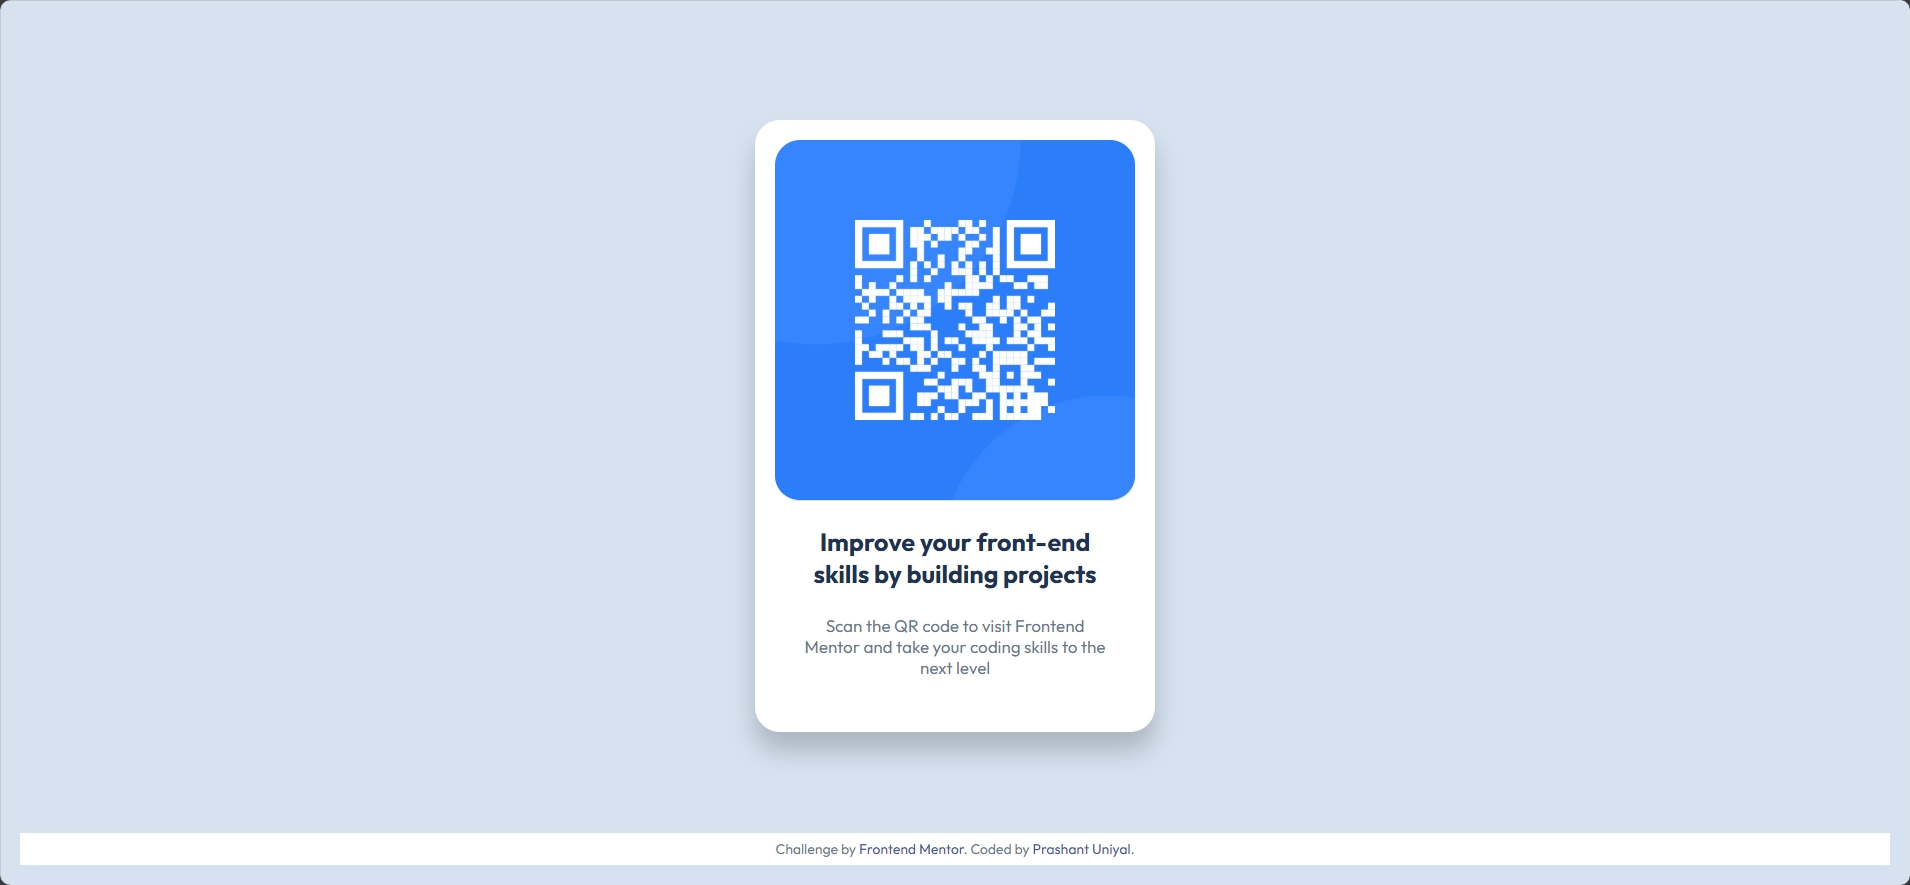 Improve your front-end
skills by building projects
Scan the QR code to visit Frontend
Mentor and take your coding skills to the
next level
Challenge by Frontend Mentor. Coded by Prashant Uniyal.